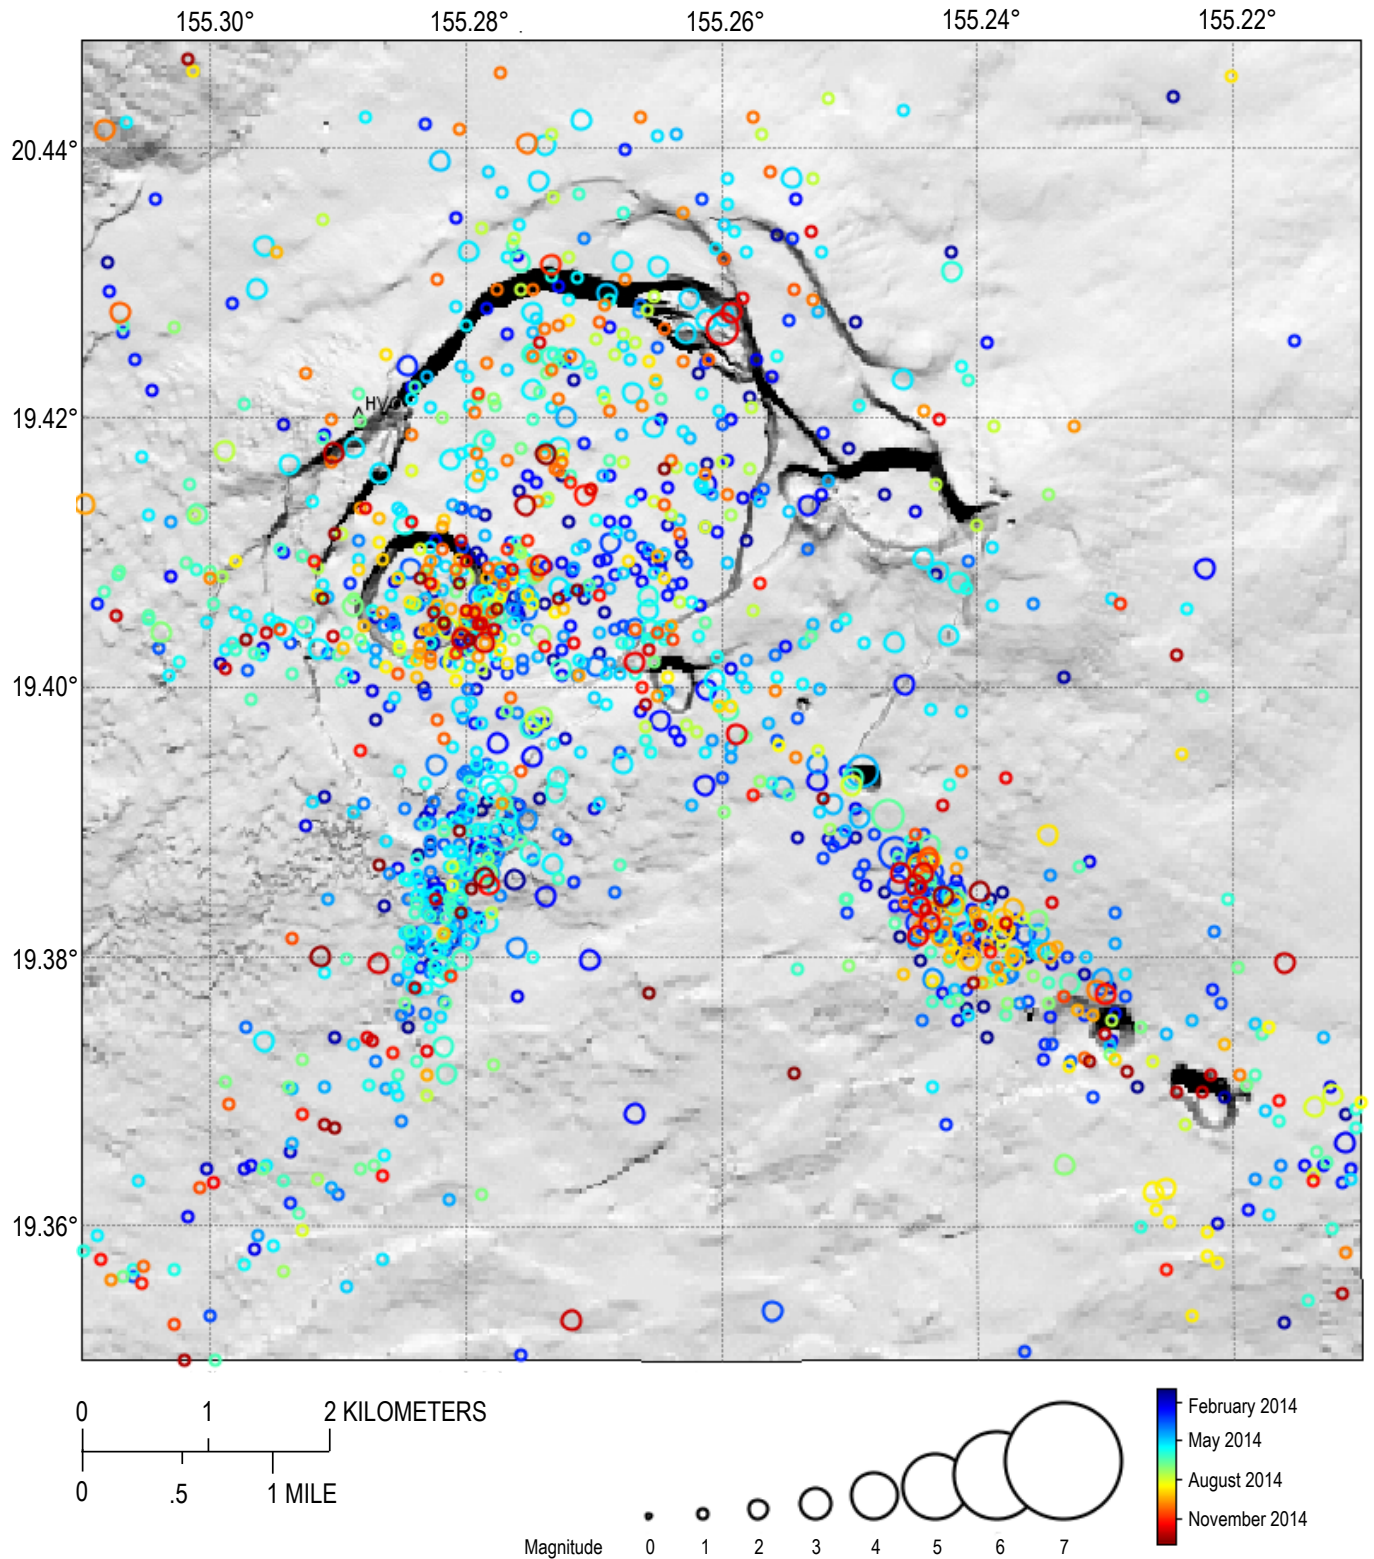 155.30° 155.28° 155.26° 155.24° 155.22°
20.44°
19.42°
HVO
19.40°
19.38°
19.36°
0 1 2 KILOMETERS
0 .5 1 MILE
Magnitude 0 1 2 3 4 5 6 7
February 2014
May 2014
August 2014
November 2014